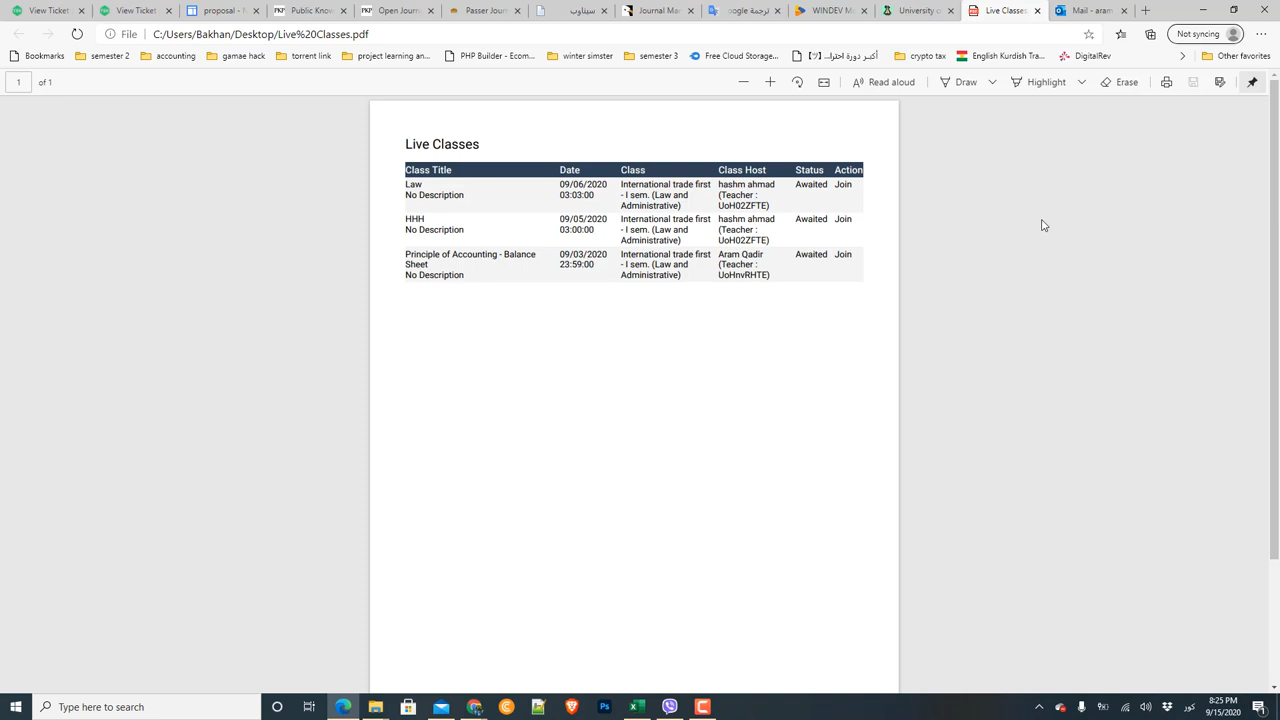 View Ticket
View Ticket
proposal -
Public Know
Open Journ
Passer Jour
سیتاوب
Journal Mar
ترجمة oogle
WINDEV M
University c
Live Classes
Mail - aram
File
C:/Users/Bakhan/Desktop/Live%20Classes.pdf
Not syncing
Bookmarks
semester 2
accounting
gamae hack
torrent link
project learning an...
PHP Builder - Ecom...
winter simster
semester 3
Free Cloud Storage...
crypto tax
English Kurdish Tra...
DigitalRev
Other favorites
1
of 1
Read aloud
Draw
Highlight
Erase
Live Classes
Class Title Date Class Class Host Status Action
Law 09/06/2020 International trade first hashm ahmad Awaited Join
No Description 03:03:00 - I sem. (Law and (Teacher :
Administrative) UoH02ZFTE)
HHH 09/05/2020 International trade first hashm ahmad Awaited Join
No Description 03:00:00 - I sem. (Law and (Teacher :
Administrative) UoH02ZFTE)
Principle of Accounting - Balance 09/03/2020 International trade first Aram Qadir Awaited Join
Sheet 23:59:00 - I sem. (Law and (Teacher :
No Description Administrative) UoHnvRHTE)
Type here to search
8:25 PM
9/15/2020